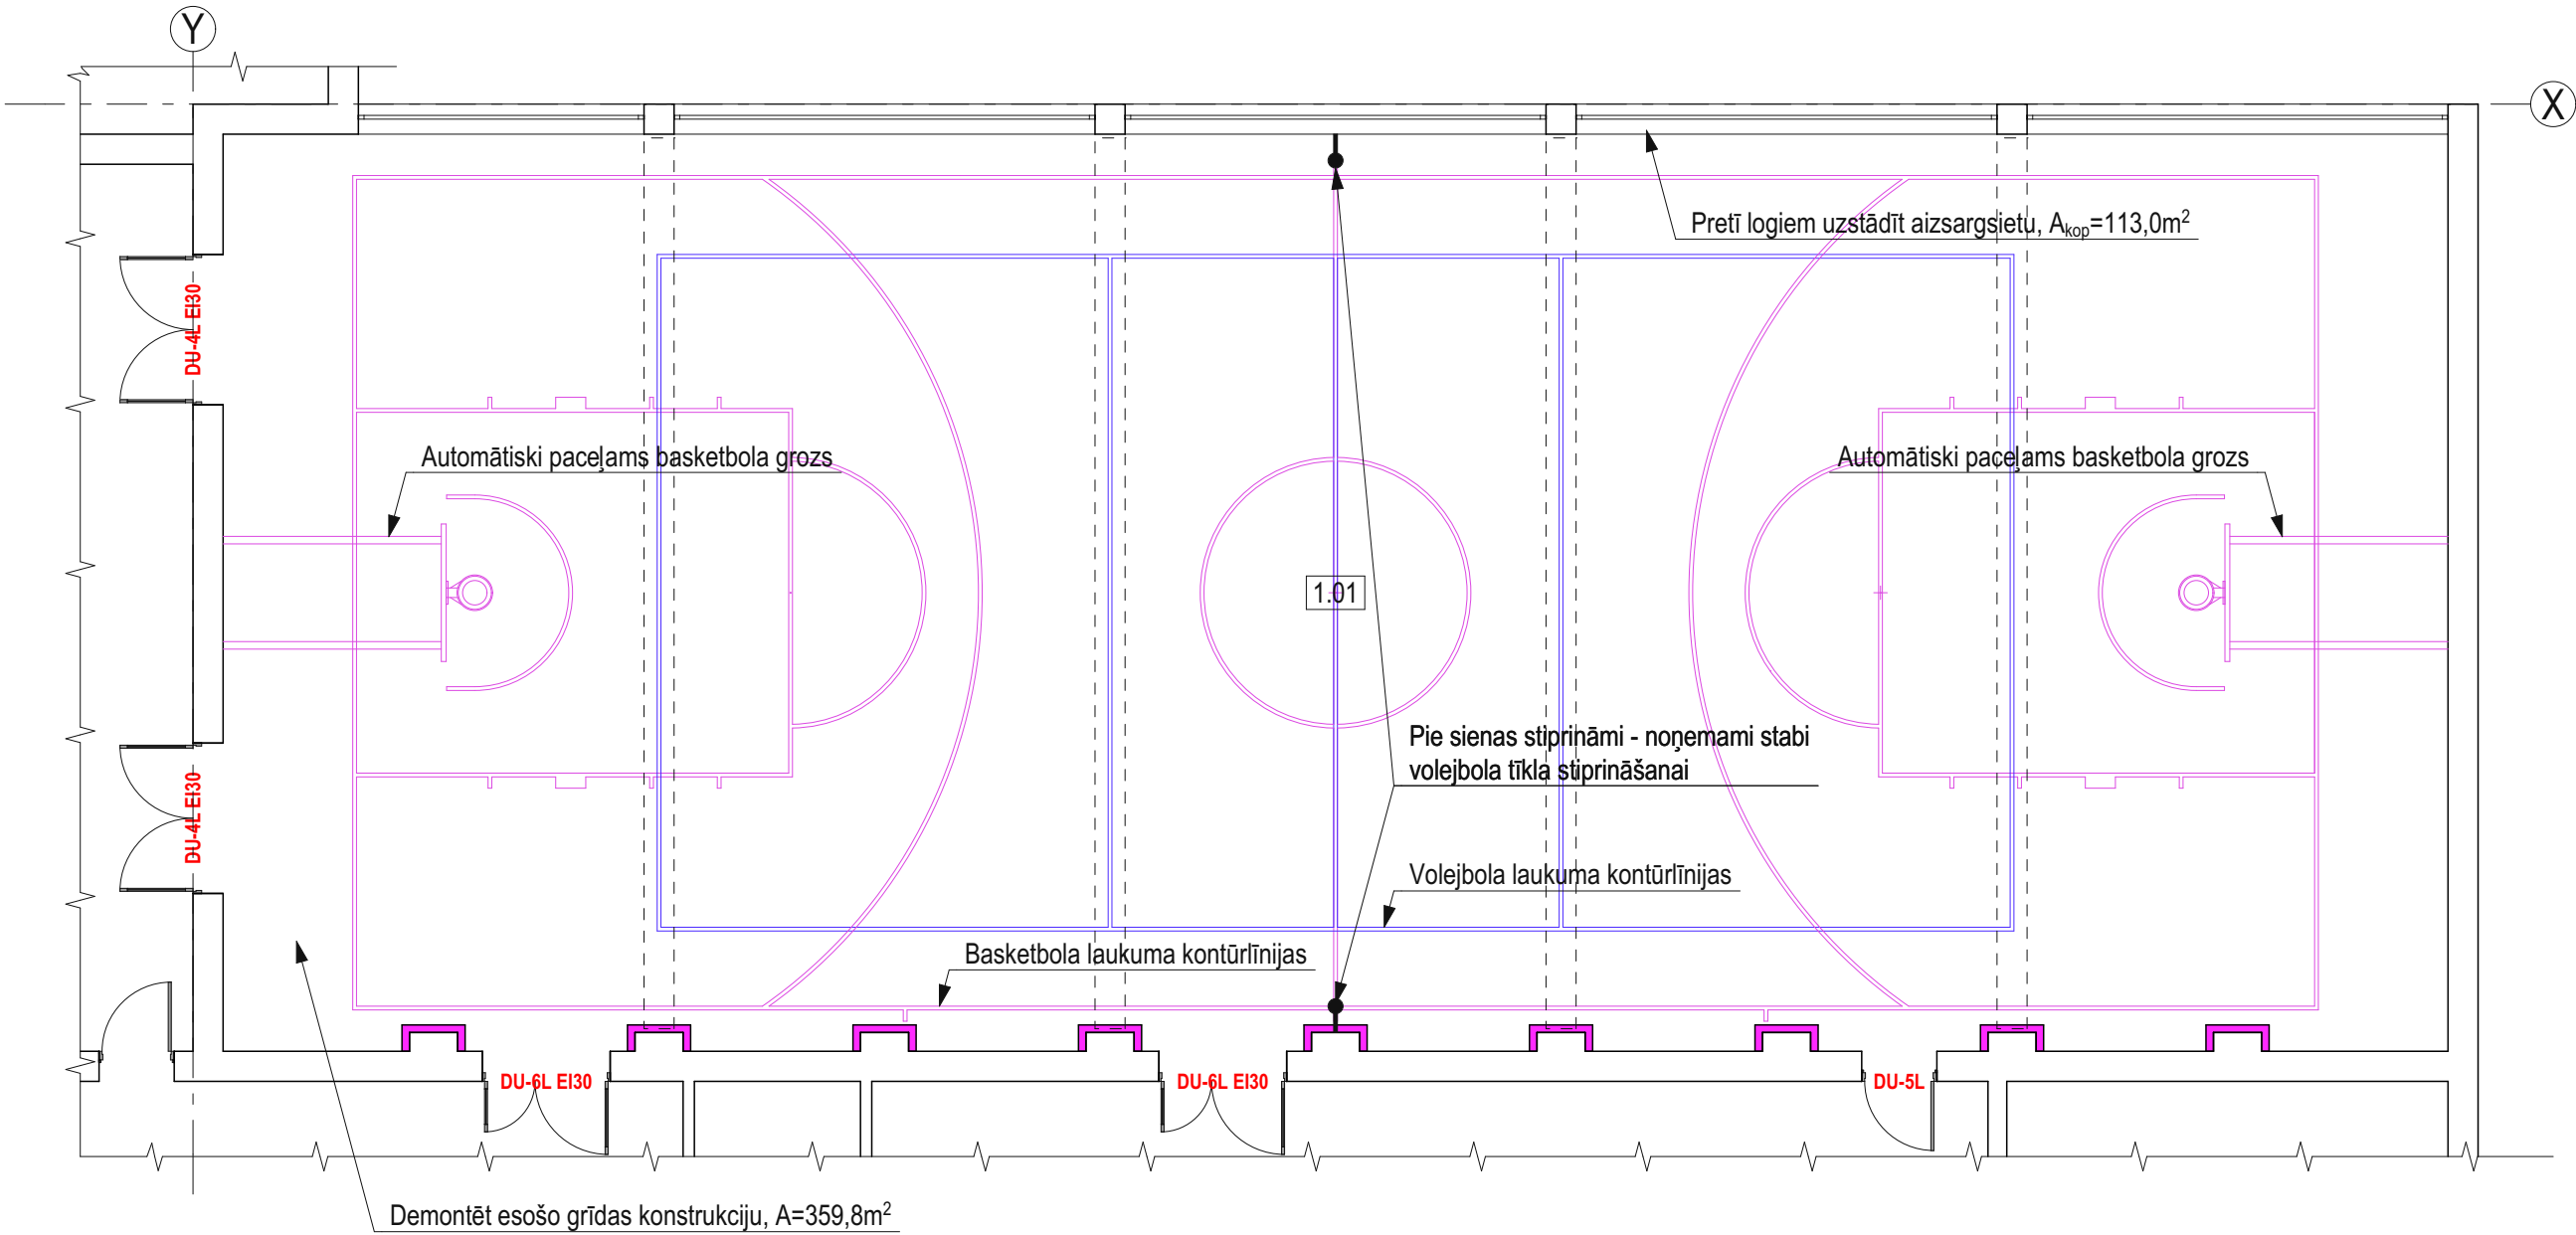 Y
X
Pretī logiem uzstādīt aizsargsietu, Akop=113,0m²
DU-4L EI30
Automātiski paceļams basketbola grozs
Automātiski paceļams basketbola grozs
1.01
Pie sienas stiprināmi - noņemami stabi
volejbola tīkla stiprināšanai
DU-4L EI30
Volejbola laukuma kontūrlīnijas
Basketbola laukuma kontūrlīnijas
DU-6L EI30
DU-6L EI30
DU-5L
Demontēt esošo grīdas konstrukciju, A=359,8m²